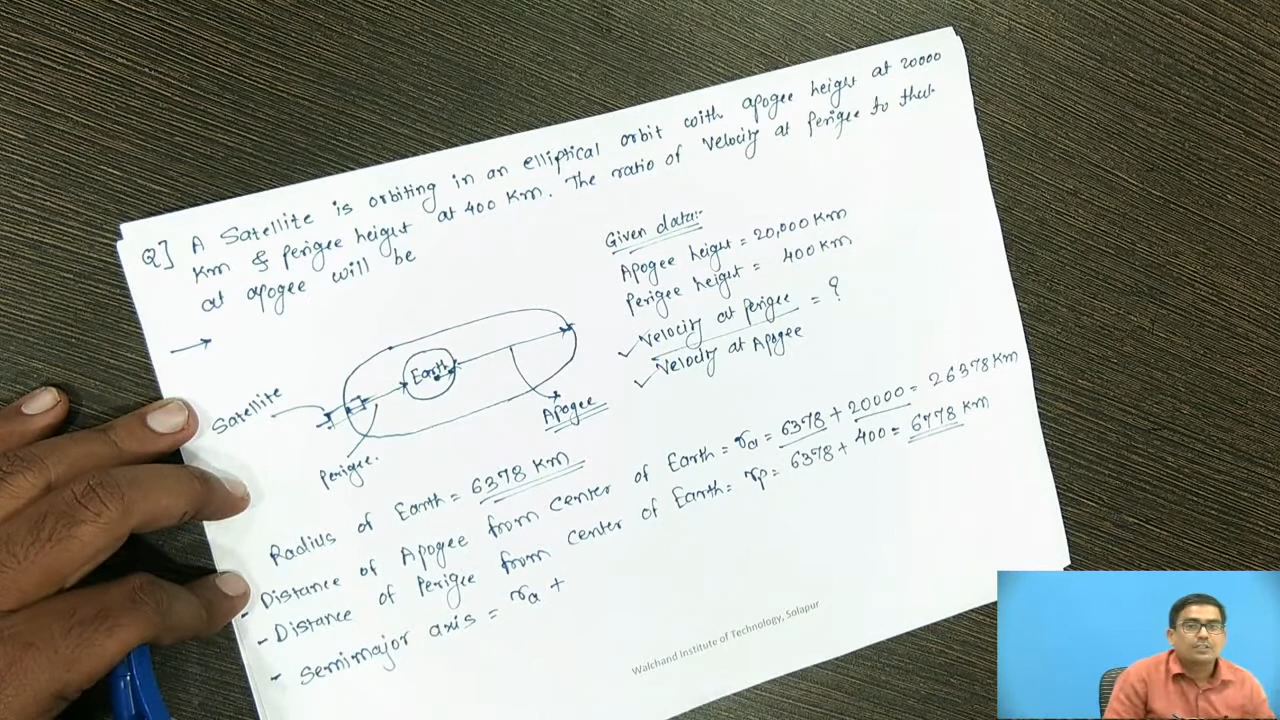 Q] A Satellite is orbiting in an elliptical orbit with apogee height at 20000
Km & perigee height at 400 Km. The ratio of velocity at perigee to that
at apogee will be
Given data:-
Apogee height = 20,000 Km
Perigee height = 400 Km
✓ Velocity at perigee = ?
✓ Velocity at Apogee
Earth
Satellite
Apogee
Perigee.
Radius of Earth = 6378 Km
- Distance of Apogee from center of Earth = ra = 6378 + 20000 = 26378 Km
- Distance of Perigee from center of Earth = rp = 6378 + 400 = 6778 Km
- Semimajor axis = ra +
Walchand Institute of Technology, Solapur